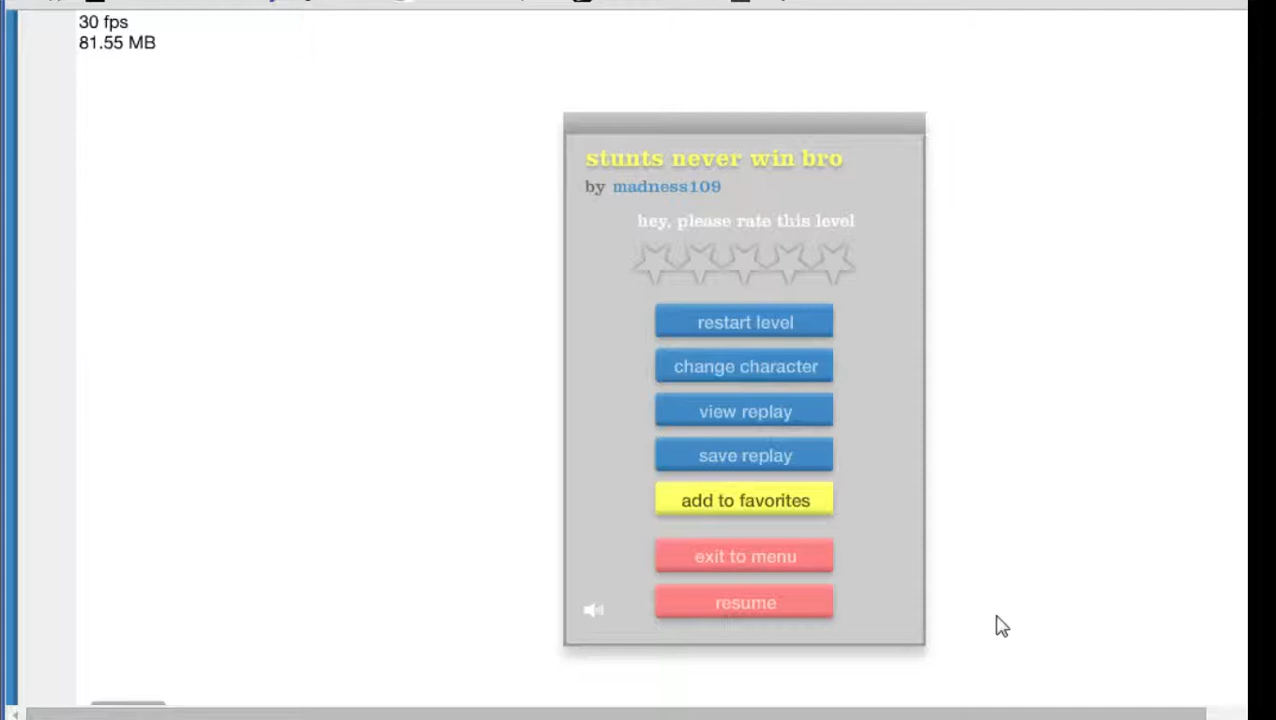 30 fps
81.55 MB
stunts never win bro
by madness109
hey, please rate this level
restart level
change character
view replay
save replay
add to favorites
exit to menu
resume